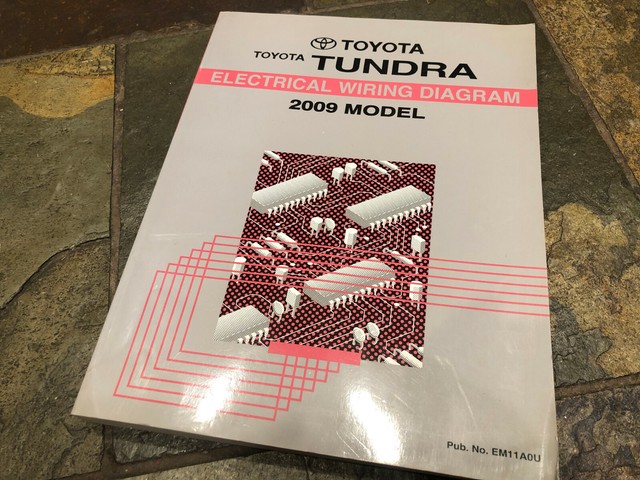 TOYOTA
TOYOTA TUNDRA
ELECTRICAL WIRING DIAGRAM
2009 MODEL
Pub. No. EM11A0U